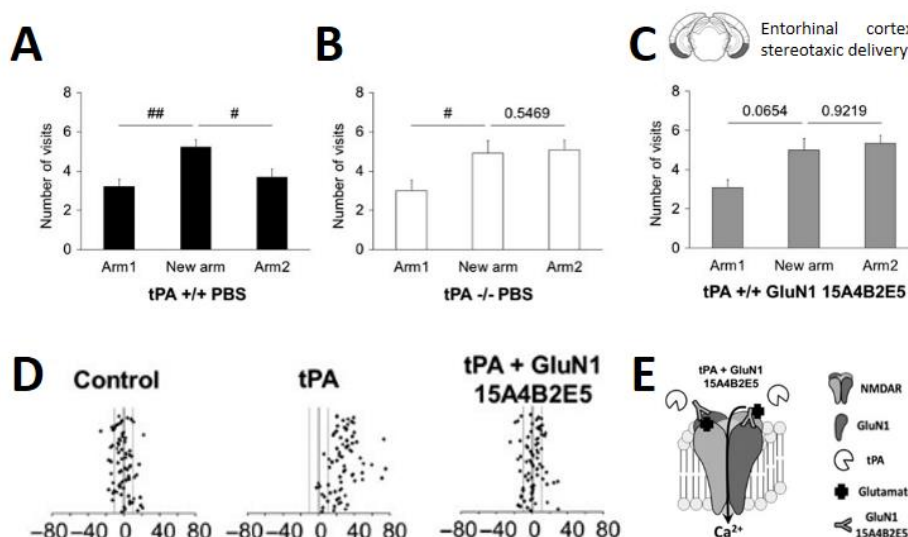 A
B
C
Entorhinal cortex
stereotaxic delivery
8
6
4
2
0
Number of visits
##
#
Arm1 New arm Arm2
tPA +/+ PBS
8
6
4
2
0
Number of visits
#
0.5469
Arm1 New arm Arm2
tPA -/- PBS
8
6
4
2
0
Number of visits
0.0654
0.9219
Arm1 New arm Arm2
tPA +/+ GluN1 15A4B2E5
D
Control
tPA
tPA + GluN1
15A4B2E5
−80 −40 0 40 80
−80 −40 0 40 80
−80 −40 0 40 80
E
tPA + GluN1
15A4B2E5
Ca2+
NMDAR
GluN1
tPA
Glutamat
GluN1
15A4B2E5